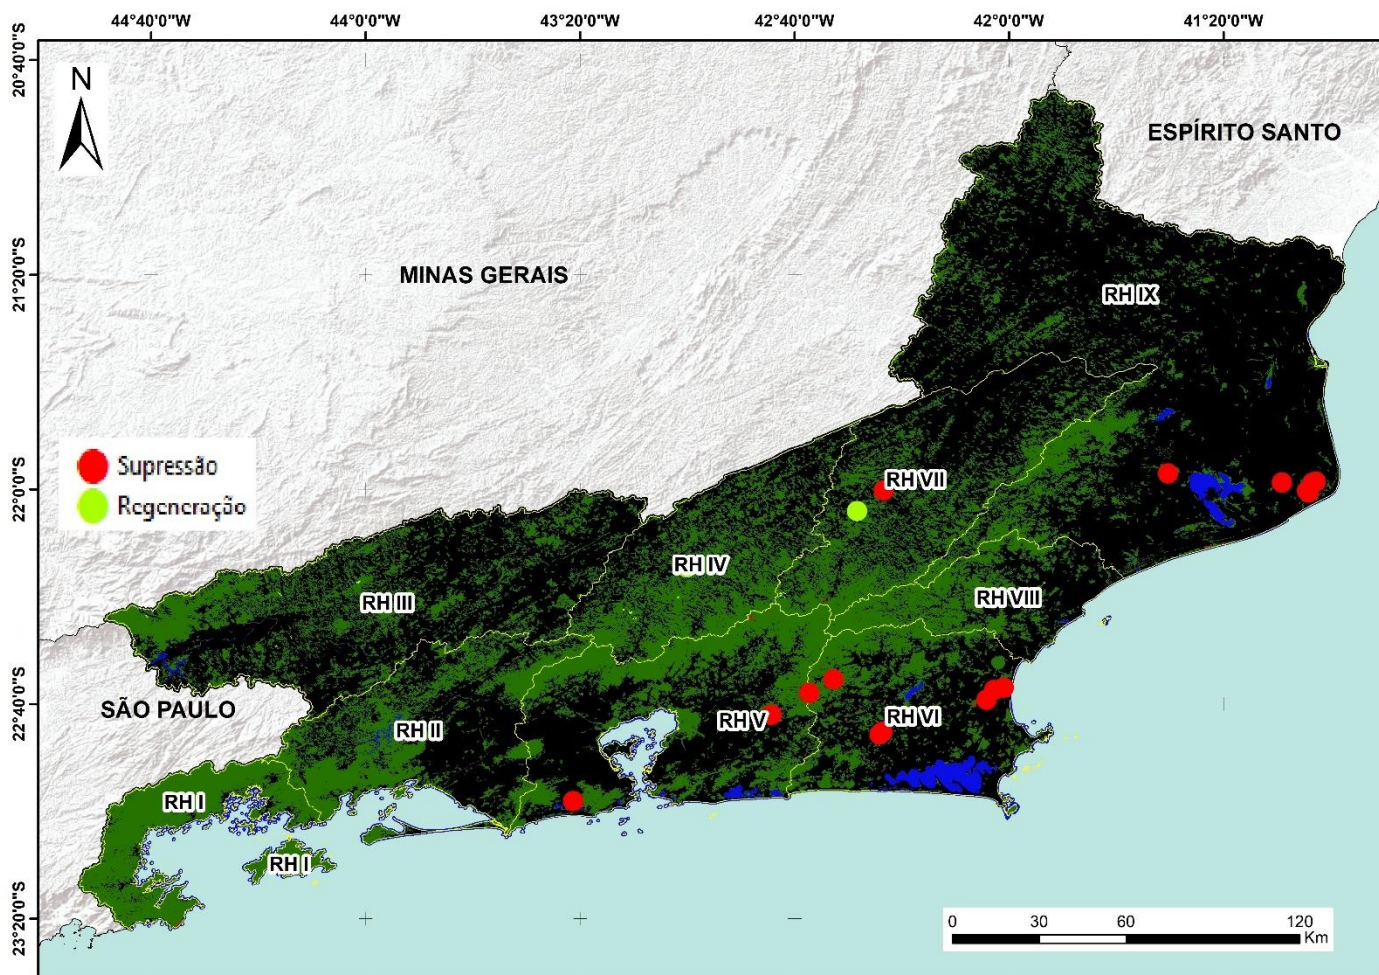 44°40'0"W 44°0'0"W 43°20'0"W 42°40'0"W 42°0'0"W 41°20'0"W
20°40'0"S
N
ESPÍRITO SANTO
21°20'0"S
MINAS GERAIS
RH IX
Supressão
Regeneração
22°0'0"S
RH VII
RH IV
RH III
RH VIII
22°40'0"S
SÃO PAULO
RH II
RH V
RH VI
RH I
RH I
23°20'0"S
0 30 60 120
Km